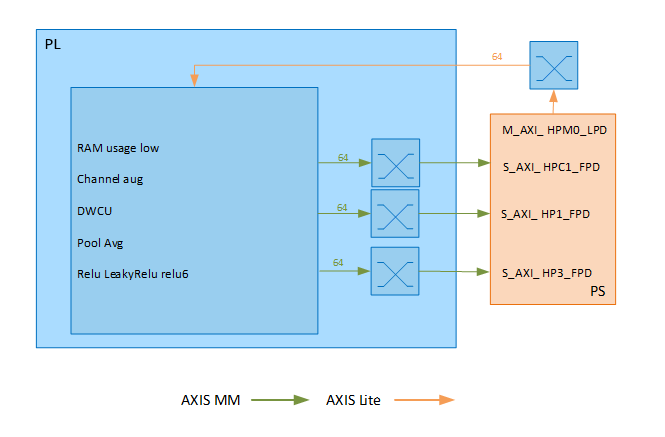 PL
64
M_AXI_ HPM0_LPD
RAM usage low
64
S_AXI_ HPC1_FPD
Channel aug
DWCU
64
S_AXI_ HP1_FPD
Pool Avg
64
Relu LeakyRelu relu6
S_AXI_ HP3_FPD
PS
AXIS MM
AXIS Lite